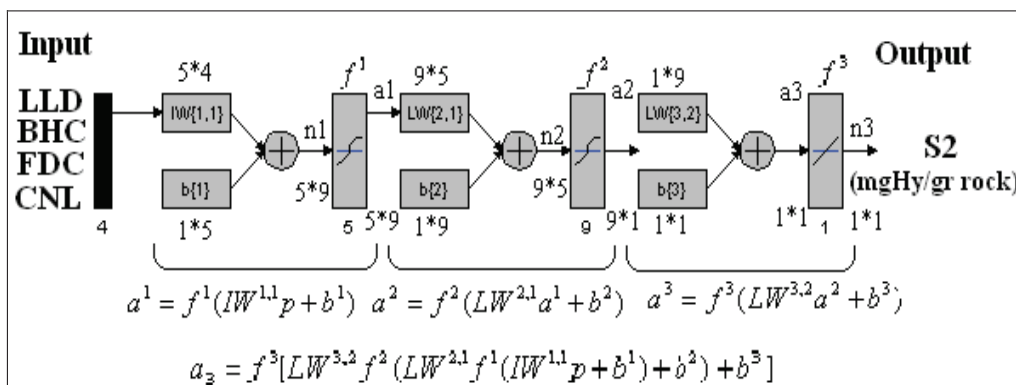 Input
Output
5*4
f¹
9*5
f²
1*9
f³
LLD
BHC
FDC
CNL
4
IW{1,1}
b{1}
1*5
n1
5*9
5
a1
5*9
LW{2,1}
b{2}
1*9
n2
9*5
9
a2
9*1
LW{3,2}
b{3}
1*1
a3
1*1
1
n3
1*1
S2
(mgHy/gr rock)
a¹ = f¹(IW¹,¹p + b¹)
a² = f²(LW²,¹a¹ + b²)
a³ = f³(LW³,²a² + b³)
a₃ = f³[LW³,² f²(LW²,¹ f¹(IW¹,¹p + b¹) + b²) + b³]